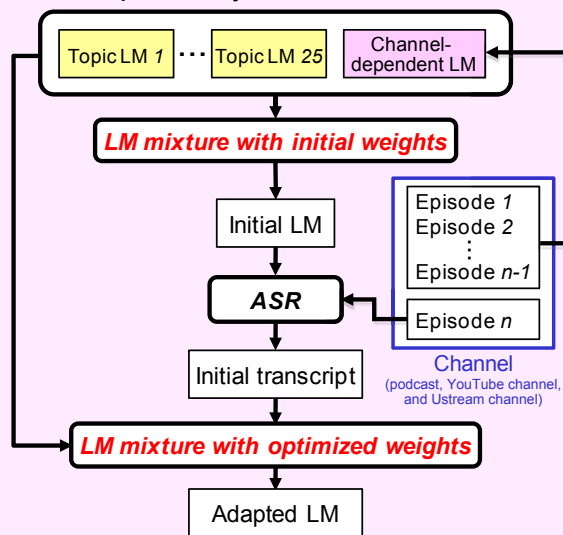 Topic LM 1 ··· Topic LM 25
Channel-
dependent LM
LM mixture with initial weights
Initial LM
Episode 1
Episode 2
⋮
Episode n-1
ASR
Episode n
Channel
(podcast, YouTube channel,
and Ustream channel)
Initial transcript
LM mixture with optimized weights
Adapted LM